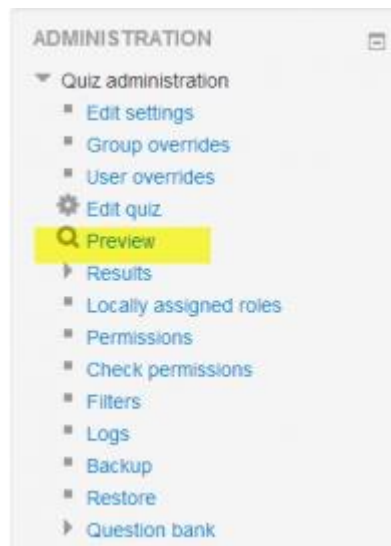 ADMINISTRATION
Quiz administration
Edit settings
Group overrides
User overrides
Edit quiz
Preview
Results
Locally assigned roles
Permissions
Check permissions
Filters
Logs
Backup
Restore
Question bank